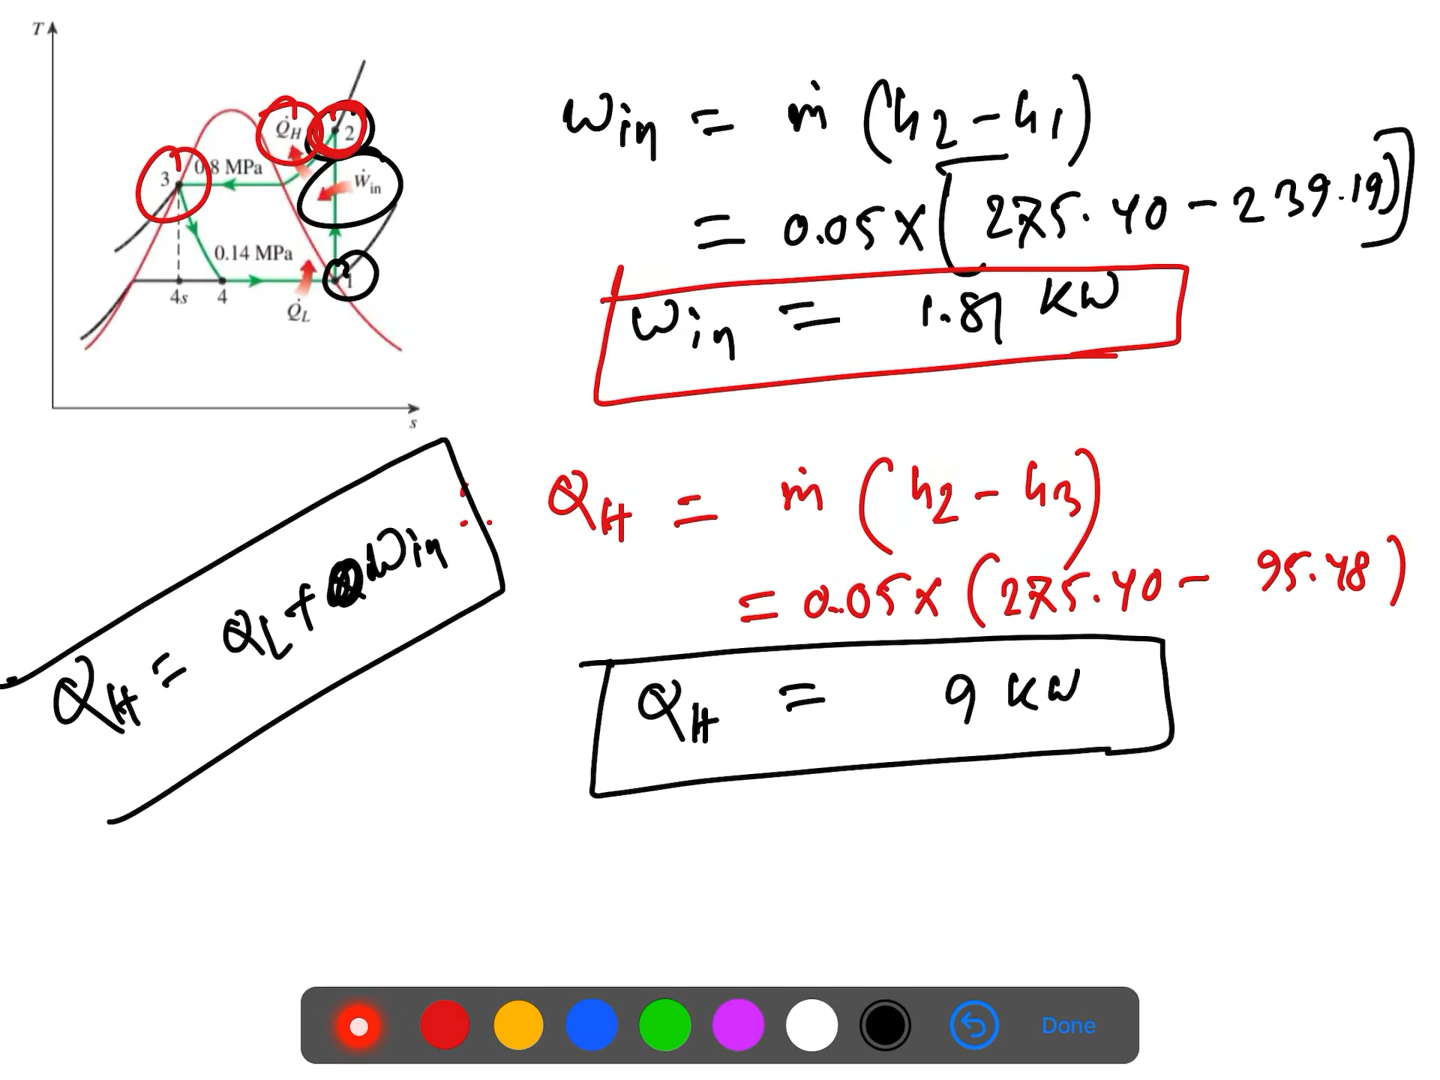 T
Q̇H
2
3
0.8 MPa
Ẇin
0.14 MPa
4s
4
1
Q̇L
s
Win = ṁ (h2 - h1)
= 0.05 x [275.40 - 239.19)]
Win = 1.81 KW
QH = QL + Win
∴ QH = ṁ (h2 - h3)
= 0.05 x (275.40 - 95.48)
QH = 9 KW
Done